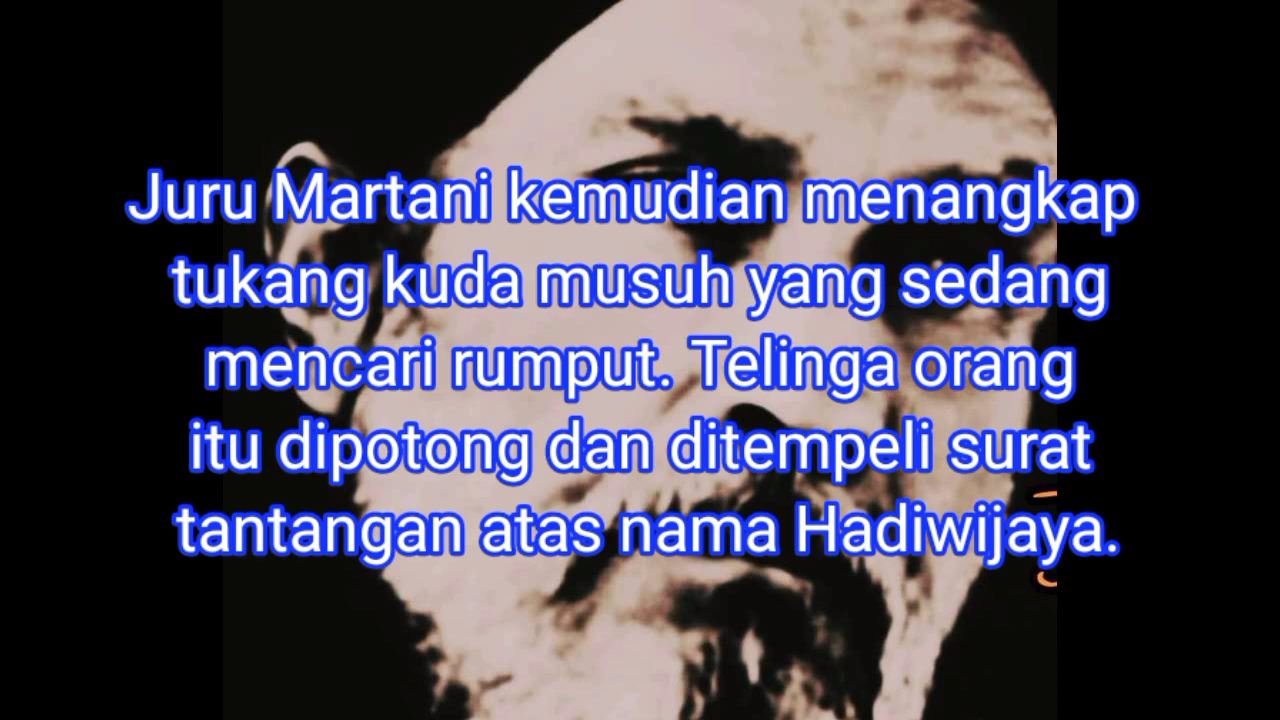 Juru Martani kemudian menangkap
tukang kuda musuh yang sedang
mencari rumput. Telinga orang
itu dipotong dan ditempeli surat
tantangan atas nama Hadiwijaya.